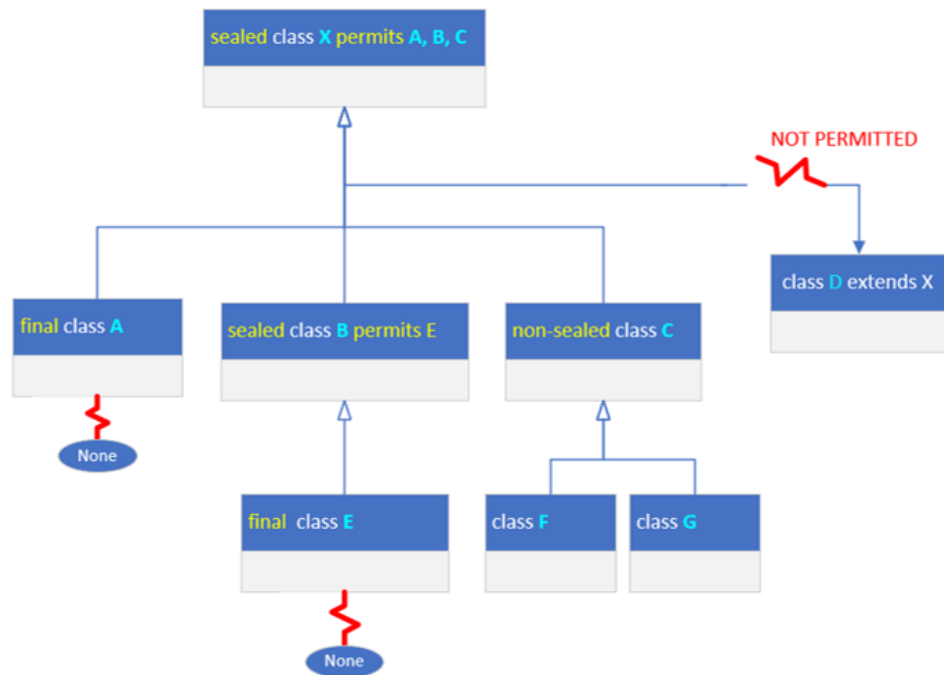 sealed class X permits A, B, C
NOT PERMITTED
class D extends X
final class A
sealed class B permits E
non-sealed class C
None
final class E
class F
class G
None